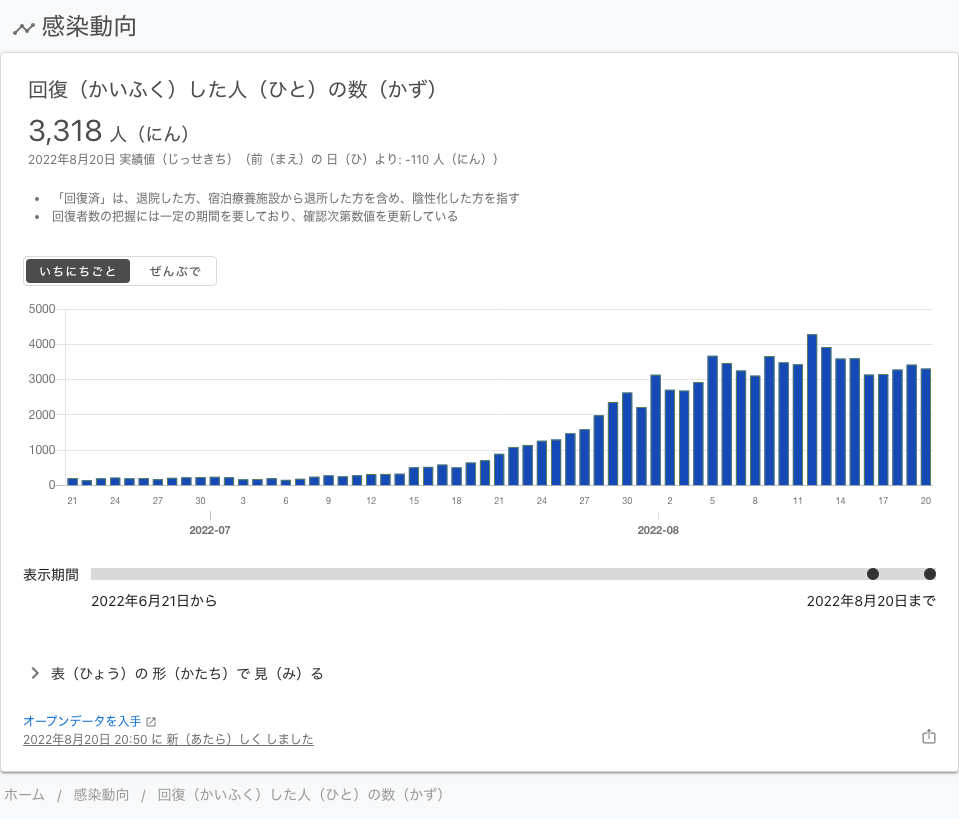 感染動向
回復（かいふく）した人（ひと）の数（かず）
3,318 人（にん）
2022年8月20日 実績値（じっせきち）（前（まえ）の 日（ひ）より: -110 人（にん））
• 「回復済」は、退院した方、宿泊療養施設から退所した方を含め、陰性化した方を指す
• 回復者数の把握には一定の期間を要しており、確認次第数値を更新している
いちにちごと ぜんぶで
5000
4000
3000
2000
1000
0
21 24 27 30 3 6 9 12 15 18 21 24 27 30 2 5 8 11 14 17 20
2022-07 2022-08
表示期間
2022年6月21日から 2022年8月20日まで
表（ひょう）の 形（かたち）で 見（み）る
オープンデータを入手
2022年8月20日 20:50 に 新（あたら）しく しました
ホーム / 感染動向 / 回復（かいふく）した人（ひと）の数（かず）